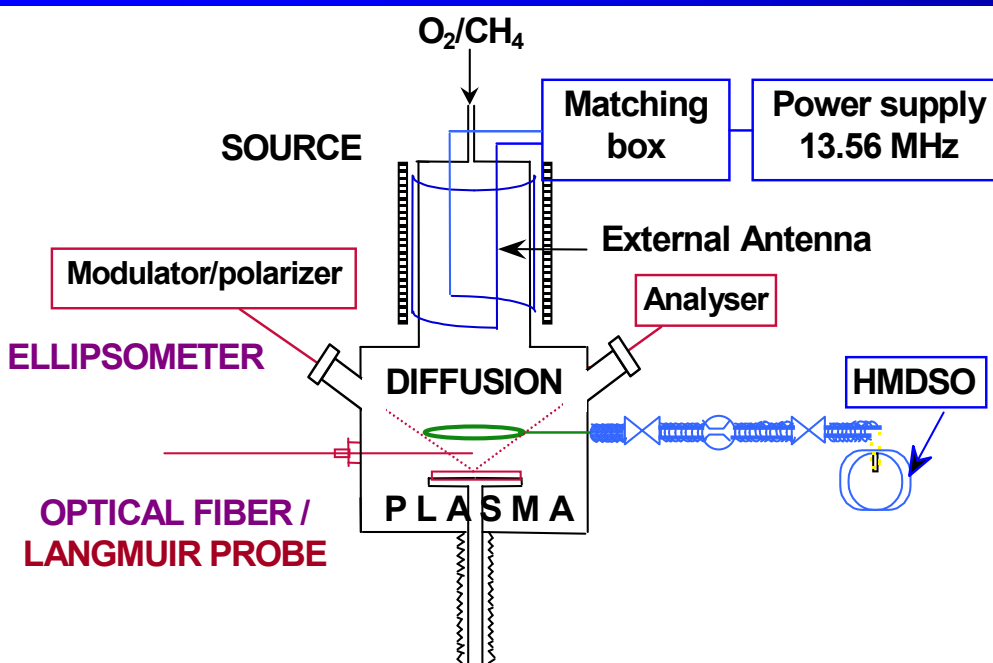 O₂/CH₄
Matching
box
Power supply
13.56 MHz
SOURCE
External Antenna
Modulator/polarizer
Analyser
ELLIPSOMETER
DIFFUSION
HMDSO
OPTICAL FIBER /
LANGMUIR PROBE
P L A S M A